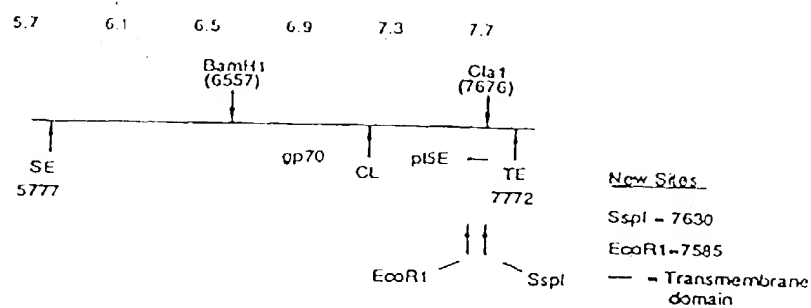 5.7 6.1 6.5 6.9 7.3 7.7
BamH1
(6557)
Cla1
(7676)
SE
5777
gp70
CL
p15E
TE
7772
New Sites
SspI - 7630
EcoR1-7585
— - Transmembrane
domain
EcoR1
SspI